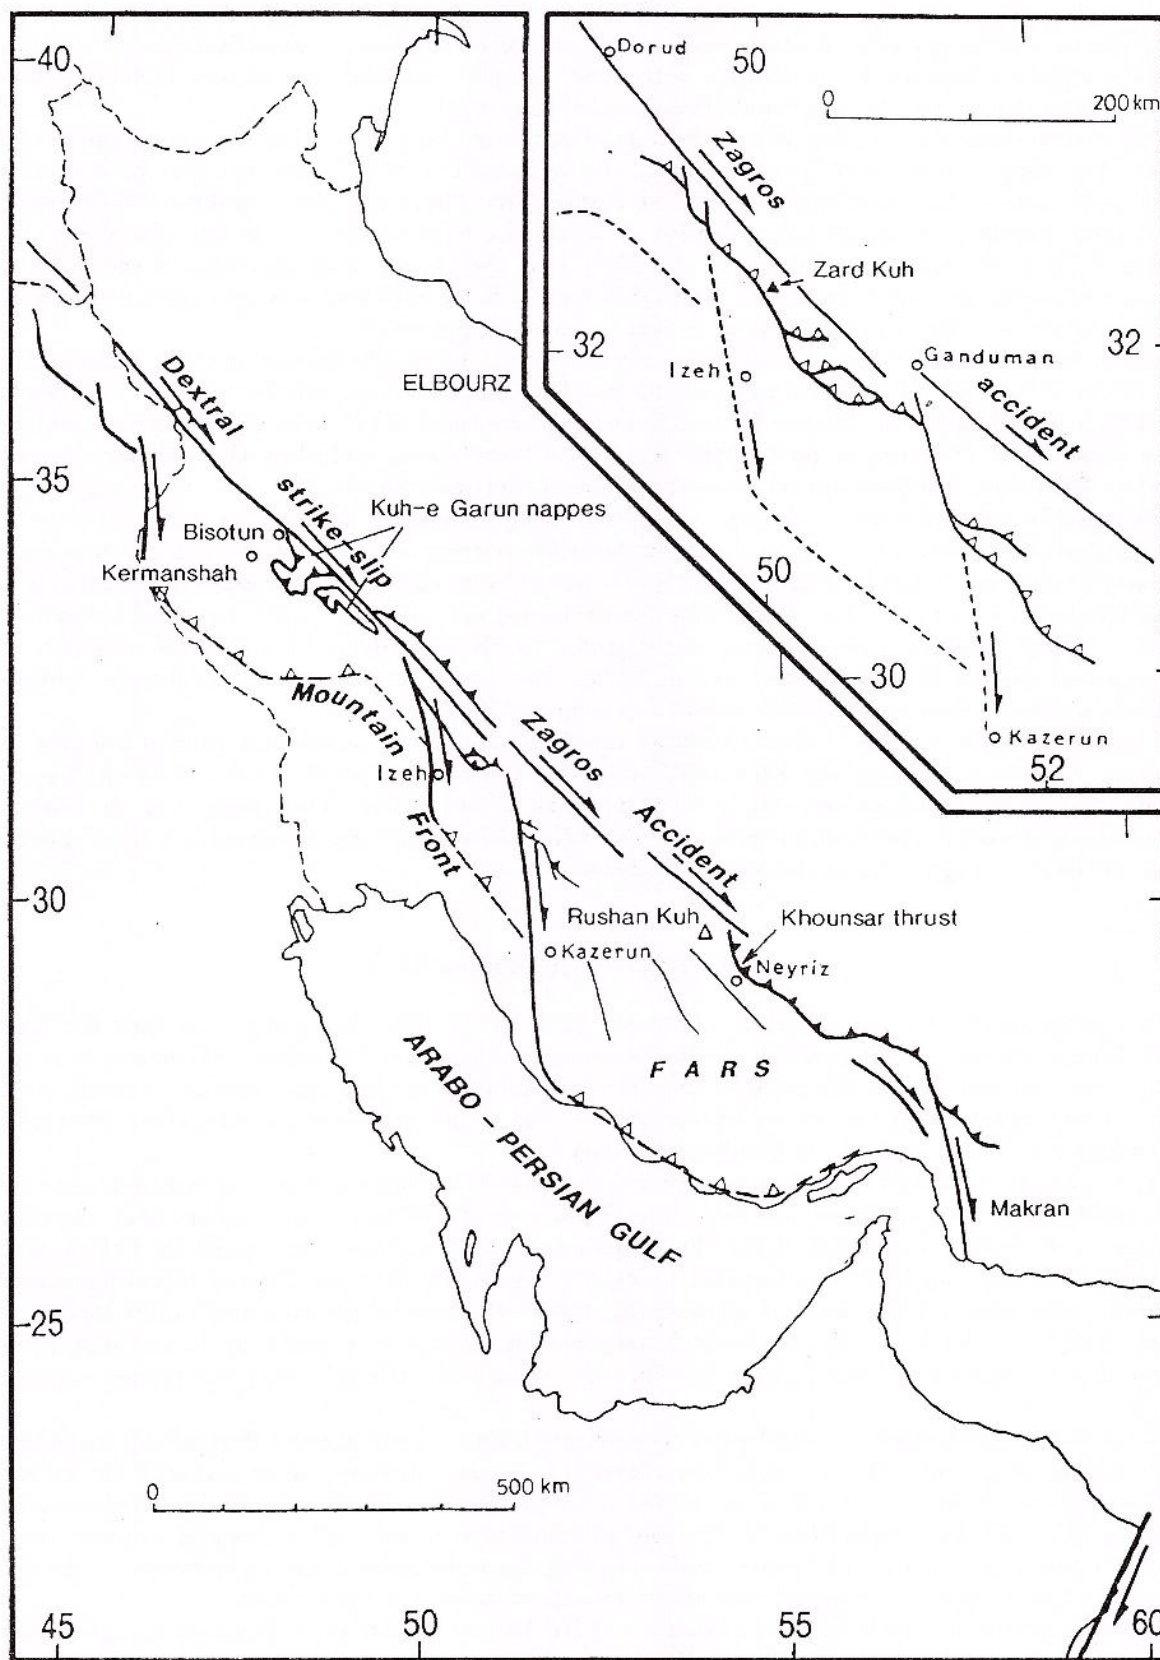 40
35
30
25
45
50
55
60
ELBOURZ
Dextral
strike-slip
Kuh-e Garun nappes
Bisotun
Kermanshah
Mountain
Front
Izeh
Zagros
Accident
Rushan Kuh
Khounsar thrust
Kazerun
Neyriz
FARS
ARABO-PERSIAN GULF
Makran
0 500 km
Dorud
50
0 200 km
Zagros
Zard Kuh
32
Izeh
Ganduman
32
accident
50
30
Kazerun
52